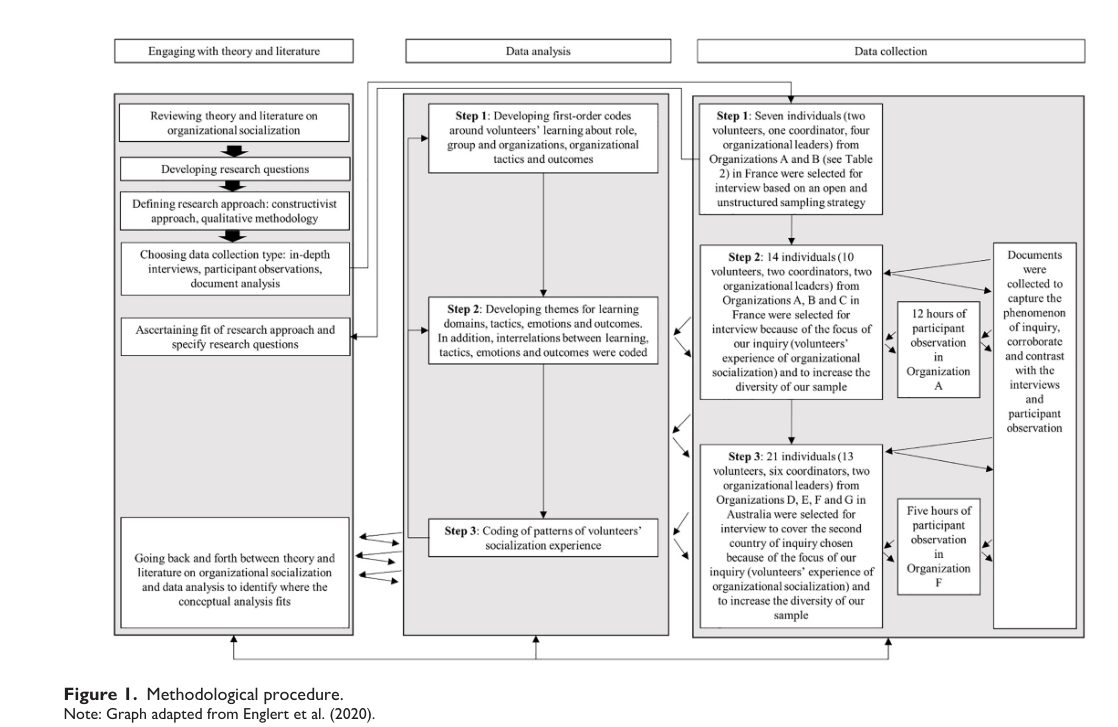 Engaging with theory and literature
Data analysis
Data collection
Reviewing theory and literature on
organizational socialization
Developing research questions
Defining research approach: constructivist
approach, qualitative methodology
Choosing data collection type: in-depth
interviews, participant observations,
document analysis
Ascertaining fit of research approach and
specify research questions
Going back and forth between theory and
literature on organizational socialization
and data analysis to identify where the
conceptual analysis fits
Step 1: Developing first-order codes
around volunteers' learning about role,
group and organizations, organizational
tactics and outcomes
Step 2: Developing themes for learning
domains, tactics, emotions and outcomes.
In addition, interrelations between learning,
tactics, emotions and outcomes were coded
Step 3: Coding of patterns of volunteers'
socialization experience
Step 1: Seven individuals (two
volunteers, one coordinator, four
organizational leaders) from
Organizations A and B (see Table
2) in France were selected for
interview based on an open and
unstructured sampling strategy
Step 2: 14 individuals (10
volunteers, two coordinators, two
organizational leaders) from
Organizations A, B and C in
France were selected for
interview because of the focus of
our inquiry (volunteers'
experience of organizational
socialization) and to increase the
diversity of our sample
Step 3: 21 individuals (13
volunteers, six coordinators, two
organizational leaders) from
Organizations D, E, F and G in
Australia were selected for
interview to cover the second
country of inquiry chosen
because of the focus of our
inquiry (volunteers' experience of
organizational socialization) and
to increase the diversity of our
sample
12 hours of
participant
observation
in
Organization
A
Five hours of
participant
observation
in
Organization
F
Documents
were
collected to
capture the
phenomenon
of inquiry,
corroborate
and contrast
with the
interviews
and
participant
observation
Figure 1. Methodological procedure.
Note: Graph adapted from Englert et al. (2020).